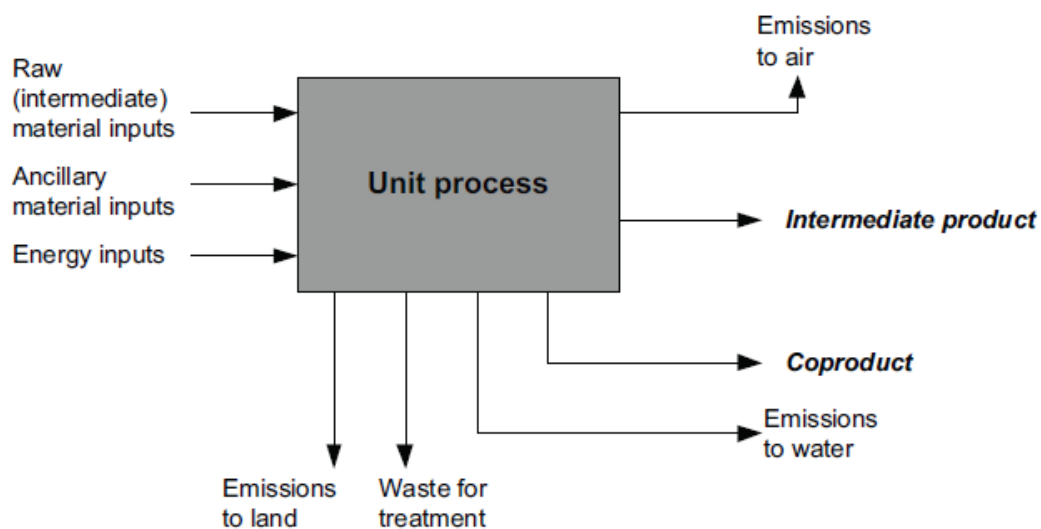 Emissions
to air
Raw
(intermediate)
material inputs
Ancillary
material inputs
Energy inputs
Unit process
Intermediate product
Coproduct
Emissions
to water
Emissions
to land
Waste for
treatment